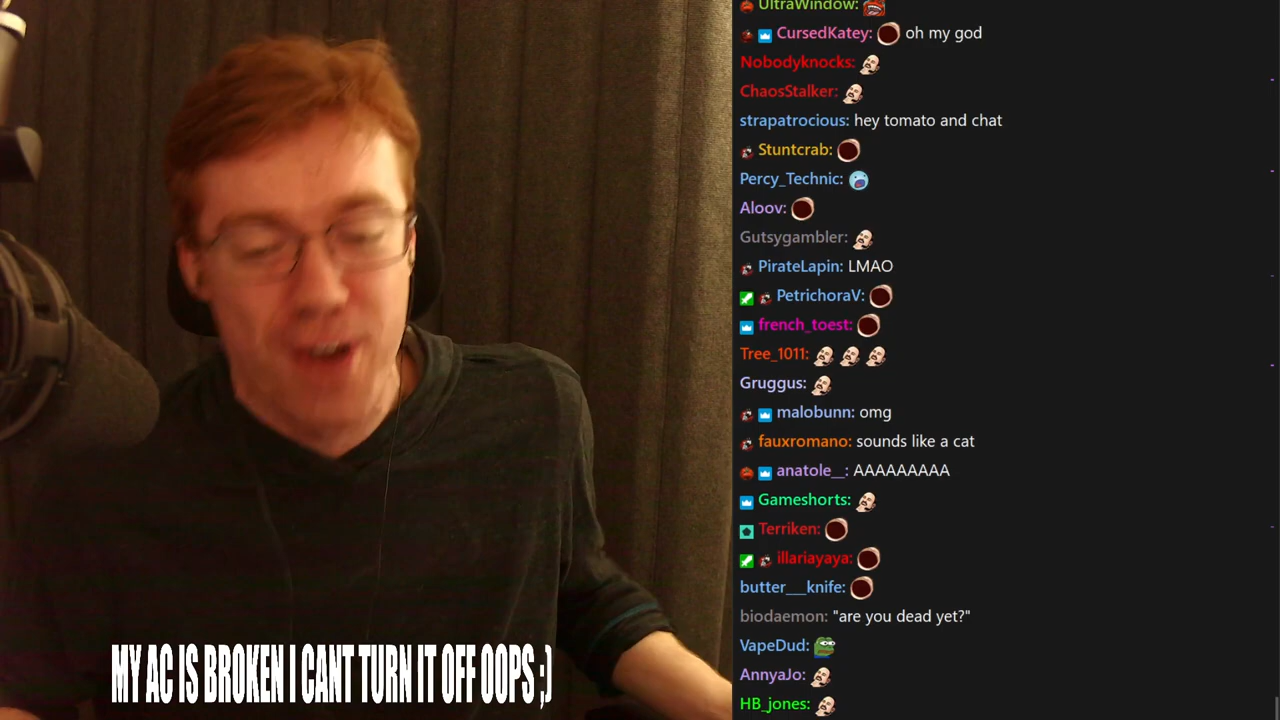 UltraWindow:
CursedKatey: oh my god
Nobodyknocks:
ChaosStalker:
strapatrocious: hey tomato and chat
Stuntcrab:
Percy_Technic:
Aloov:
Gutsygambler:
PirateLapin: LMAO
PetrichoraV:
french_toest:
Tree_1011:
Gruggus:
malobunn: omg
fauxromano: sounds like a cat
anatole__: AAAAAAAAA
Gameshorts:
Terriken:
illariayaya:
butter___knife:
biodaemon: "are you dead yet?"
VapeDud:
AnnyaJo:
HB_jones:
MY AC IS BROKEN I CANT TURN IT OFF OOPS ;)